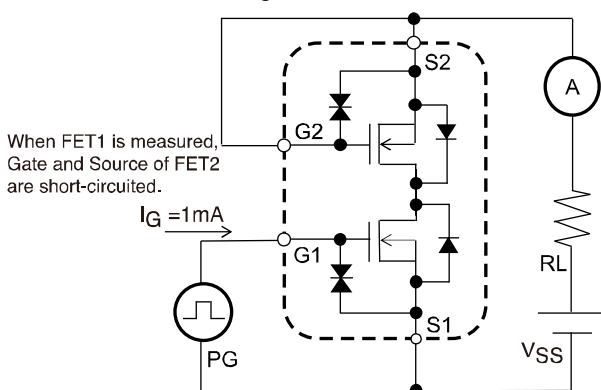 S2
A
G2
When FET1 is measured,
Gate and Source of FET2
are short-circuited.
IG =1mA
G1
RL
S1
PG
VSS